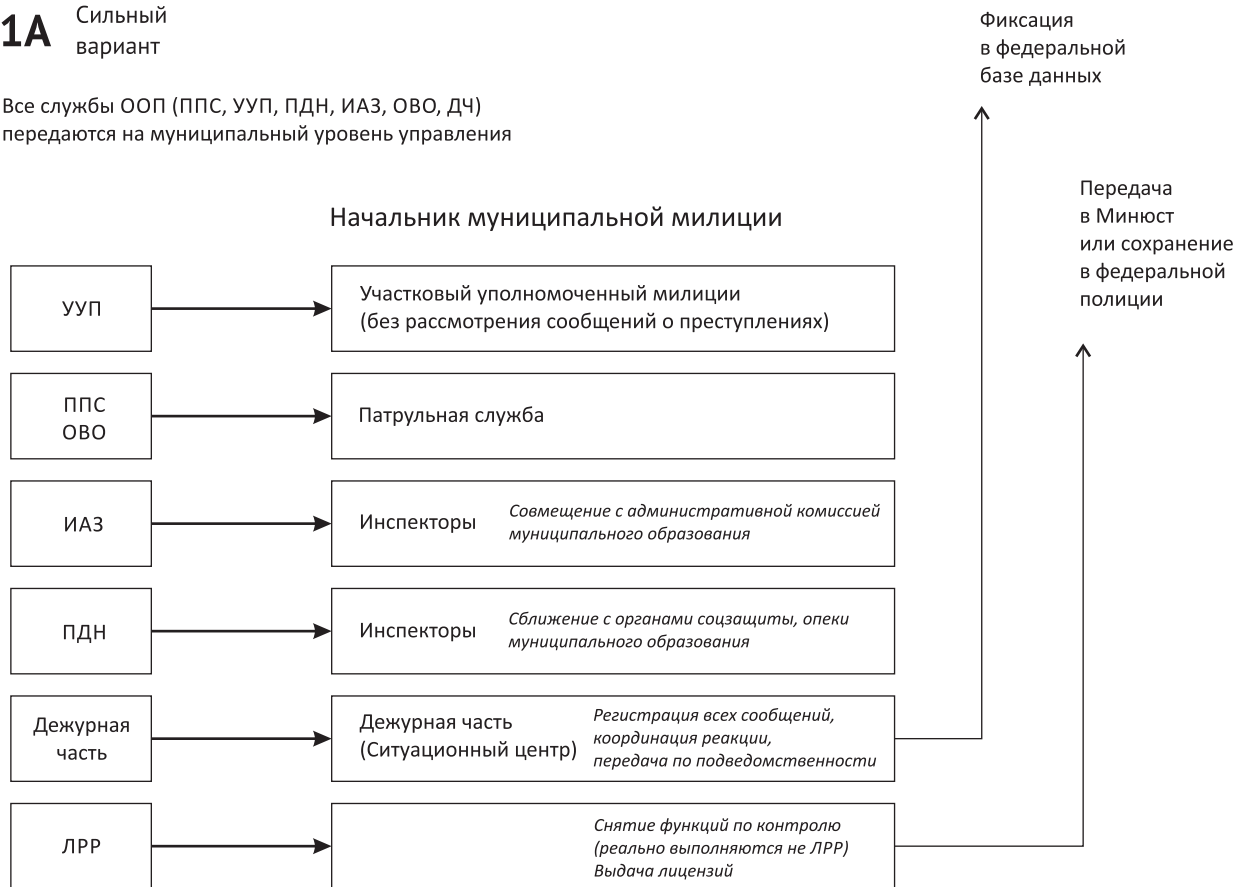 1А
Сильный
вариант
Фиксация
в федеральной
базе данных
Все службы ООП (ППС, УУП, ПДН, ИАЗ, ОВО, ДЧ)
передаются на муниципальный уровень управления
Передача
в Минюст
или сохранение
в федеральной
полиции
Начальник муниципальной милиции
УУП
Участковый уполномоченный милиции
(без рассмотрения сообщений о преступлениях)
ППС
ОВО
Патрульная служба
ИАЗ
Инспекторы
Совмещение с административной комиссией
муниципального образования
ПДН
Инспекторы
Сближение с органами соцзащиты, опеки
муниципального образования
Дежурная
часть
Дежурная часть
(Ситуационный центр)
Регистрация всех сообщений,
координация реакции,
передача по подведомственности
ЛРР
Снятие функций по контролю
(реально выполняются не ЛРР)
Выдача лицензий